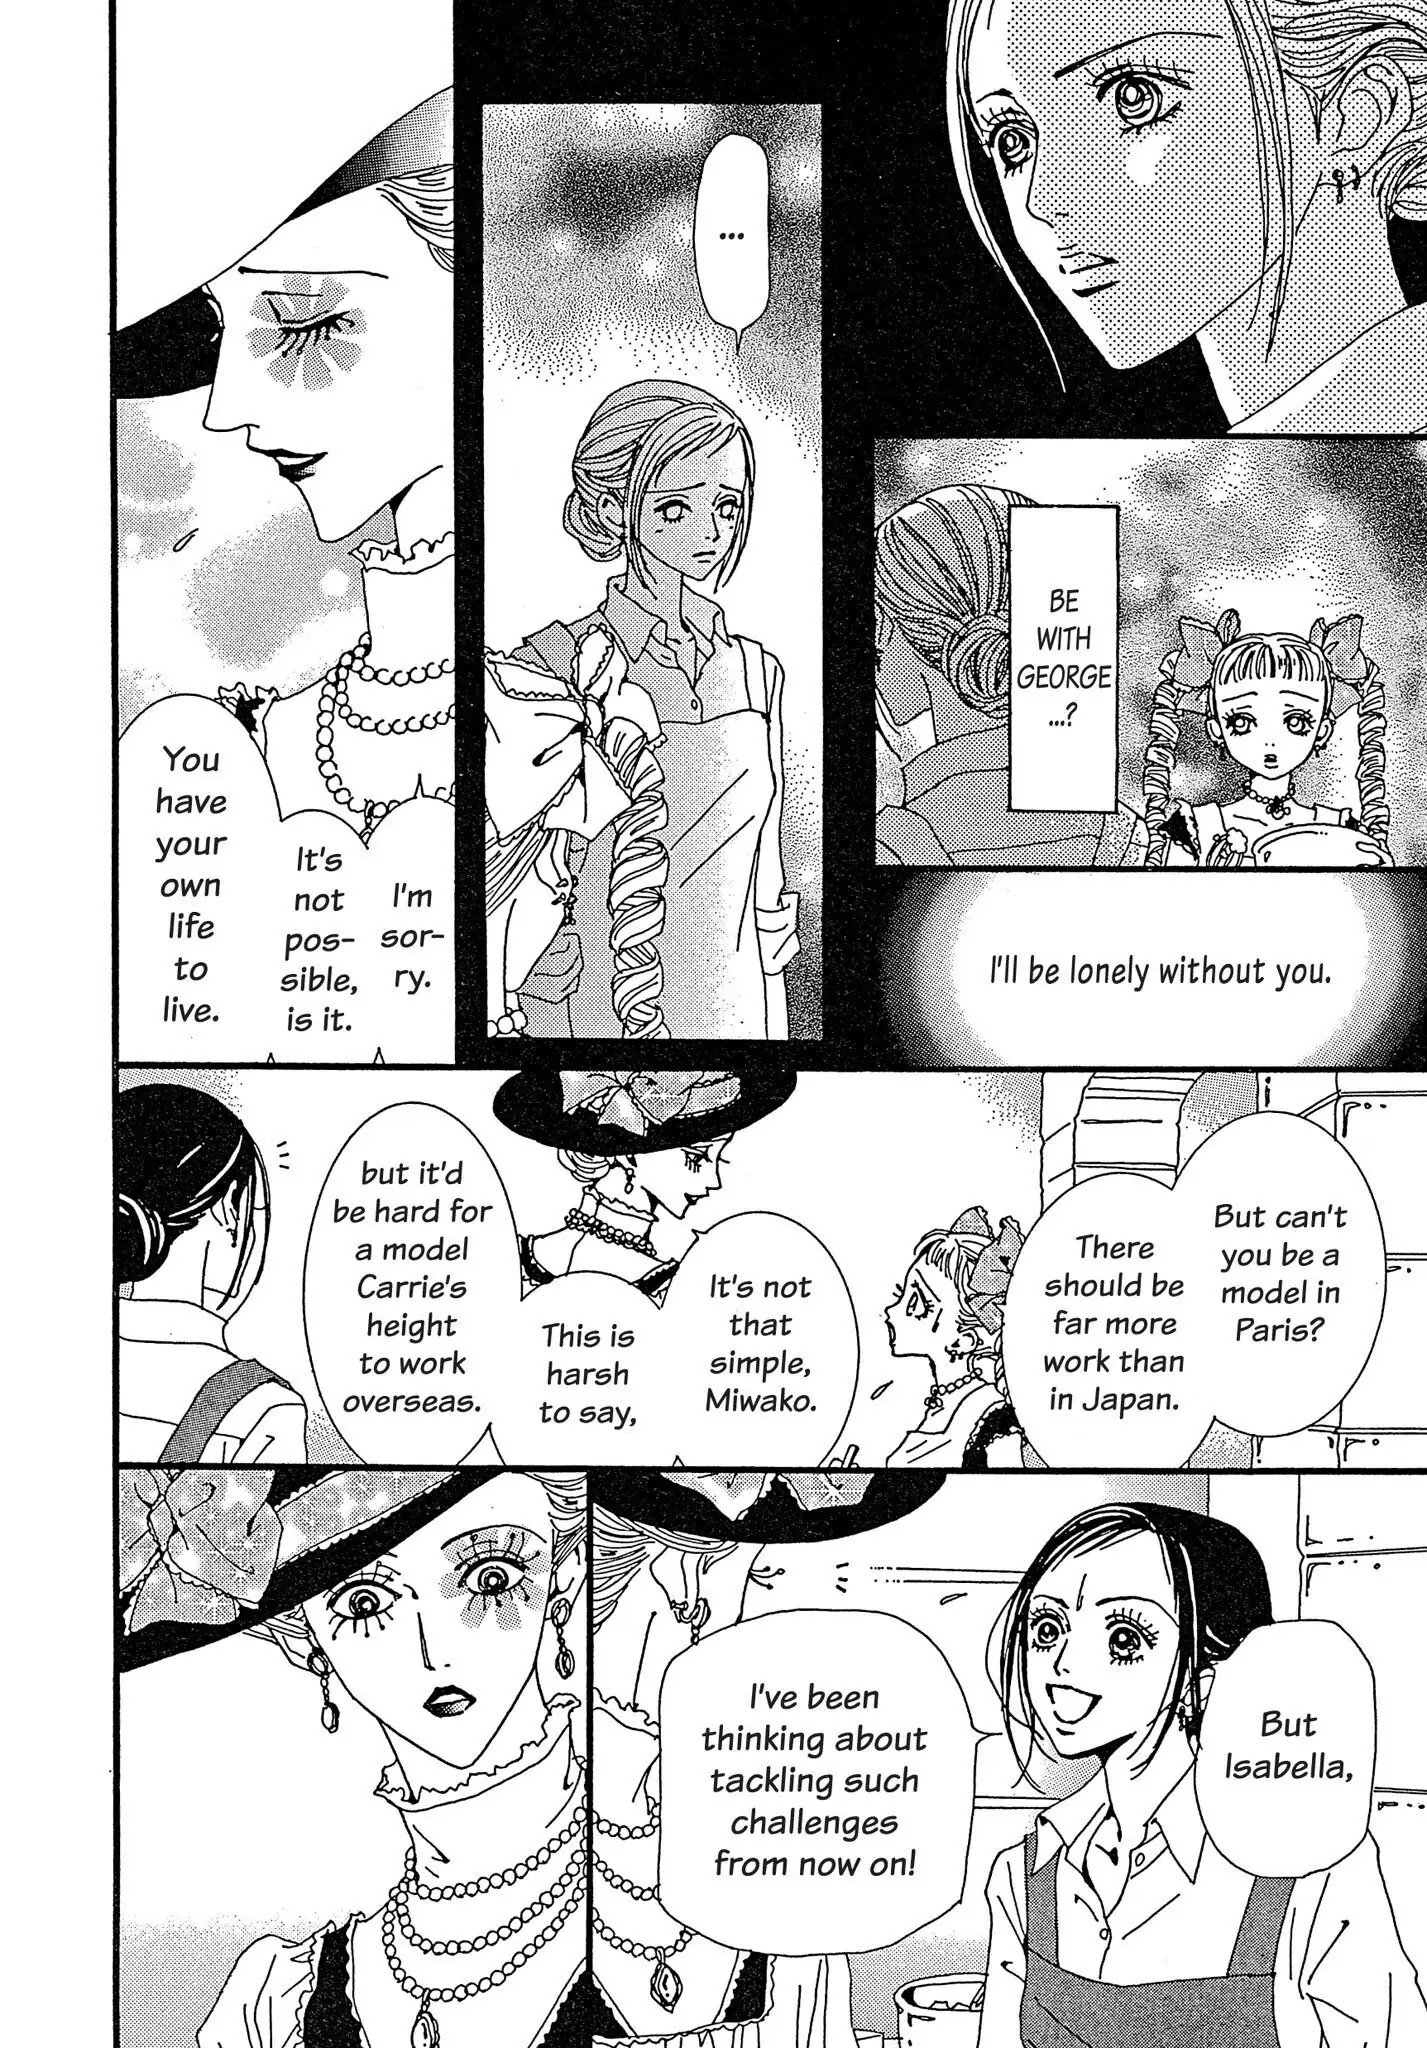 BE
WITH
GEORGE
...?
I'll be lonely without you.
...
I'm
sor-
ry.
It's
not
pos-
sible,
is it.
You
have
your
own
life
to
live.
But can't
you be a
model in
Paris?
There
should be
far more
work than
in Japan.
It's not
that
simple,
Miwako.
This is
harsh
to say,
but it'd
be hard for
a model
Carrie's
height
to work
overseas.
But
Isabella,
I've been
thinking about
tackling such
challenges
from now on!